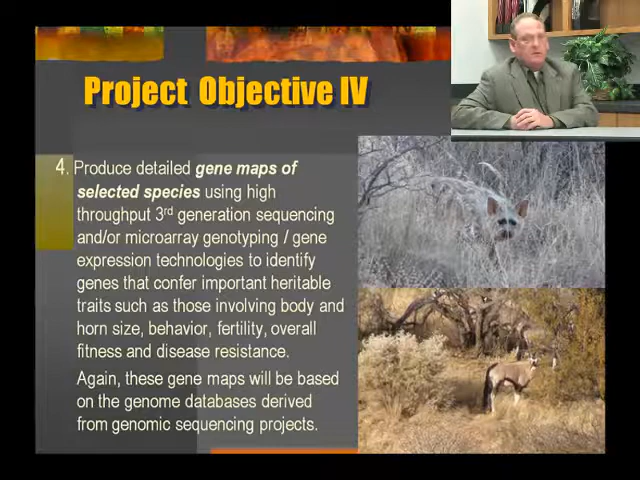 Project Objective IV
4. Produce detailed gene maps of
selected species using high
throughput 3rd generation sequencing
and/or microarray genotyping / gene
expression technologies to identify
genes that confer important heritable
traits such as those involving body and
horn size, behavior, fertility, overall
fitness and disease resistance.
Again, these gene maps will be based
on the genome databases derived
from genomic sequencing projects.